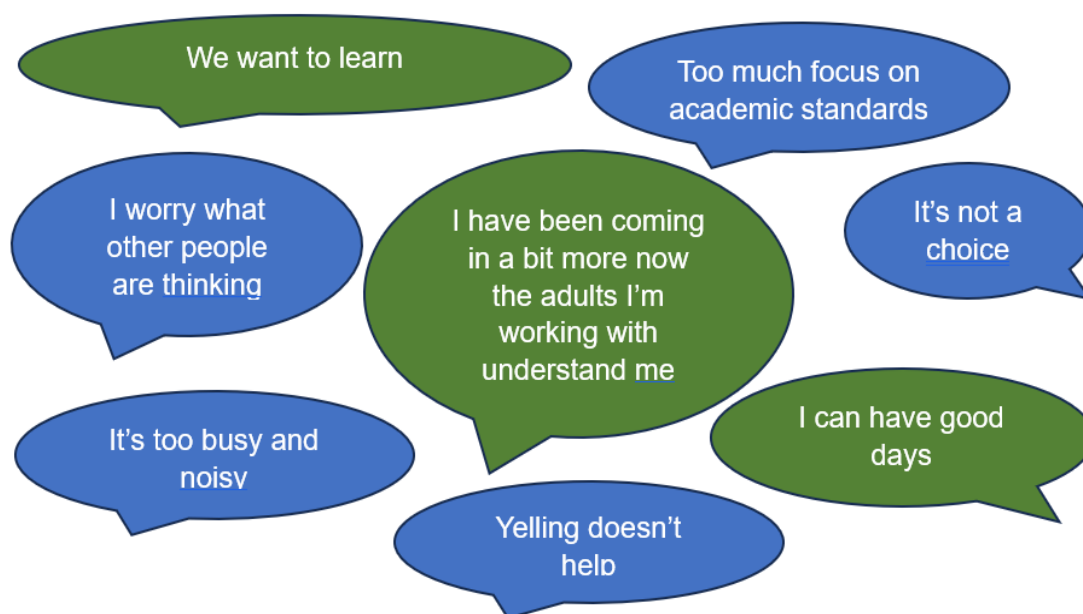 We want to learn
Too much focus on
academic standards
I worry what
other people
are thinking
I have been coming
in a bit more now
the adults I'm
working with
understand me
It's not a
choice
It's too busy and
noisy
I can have good
days
Yelling doesn't
help